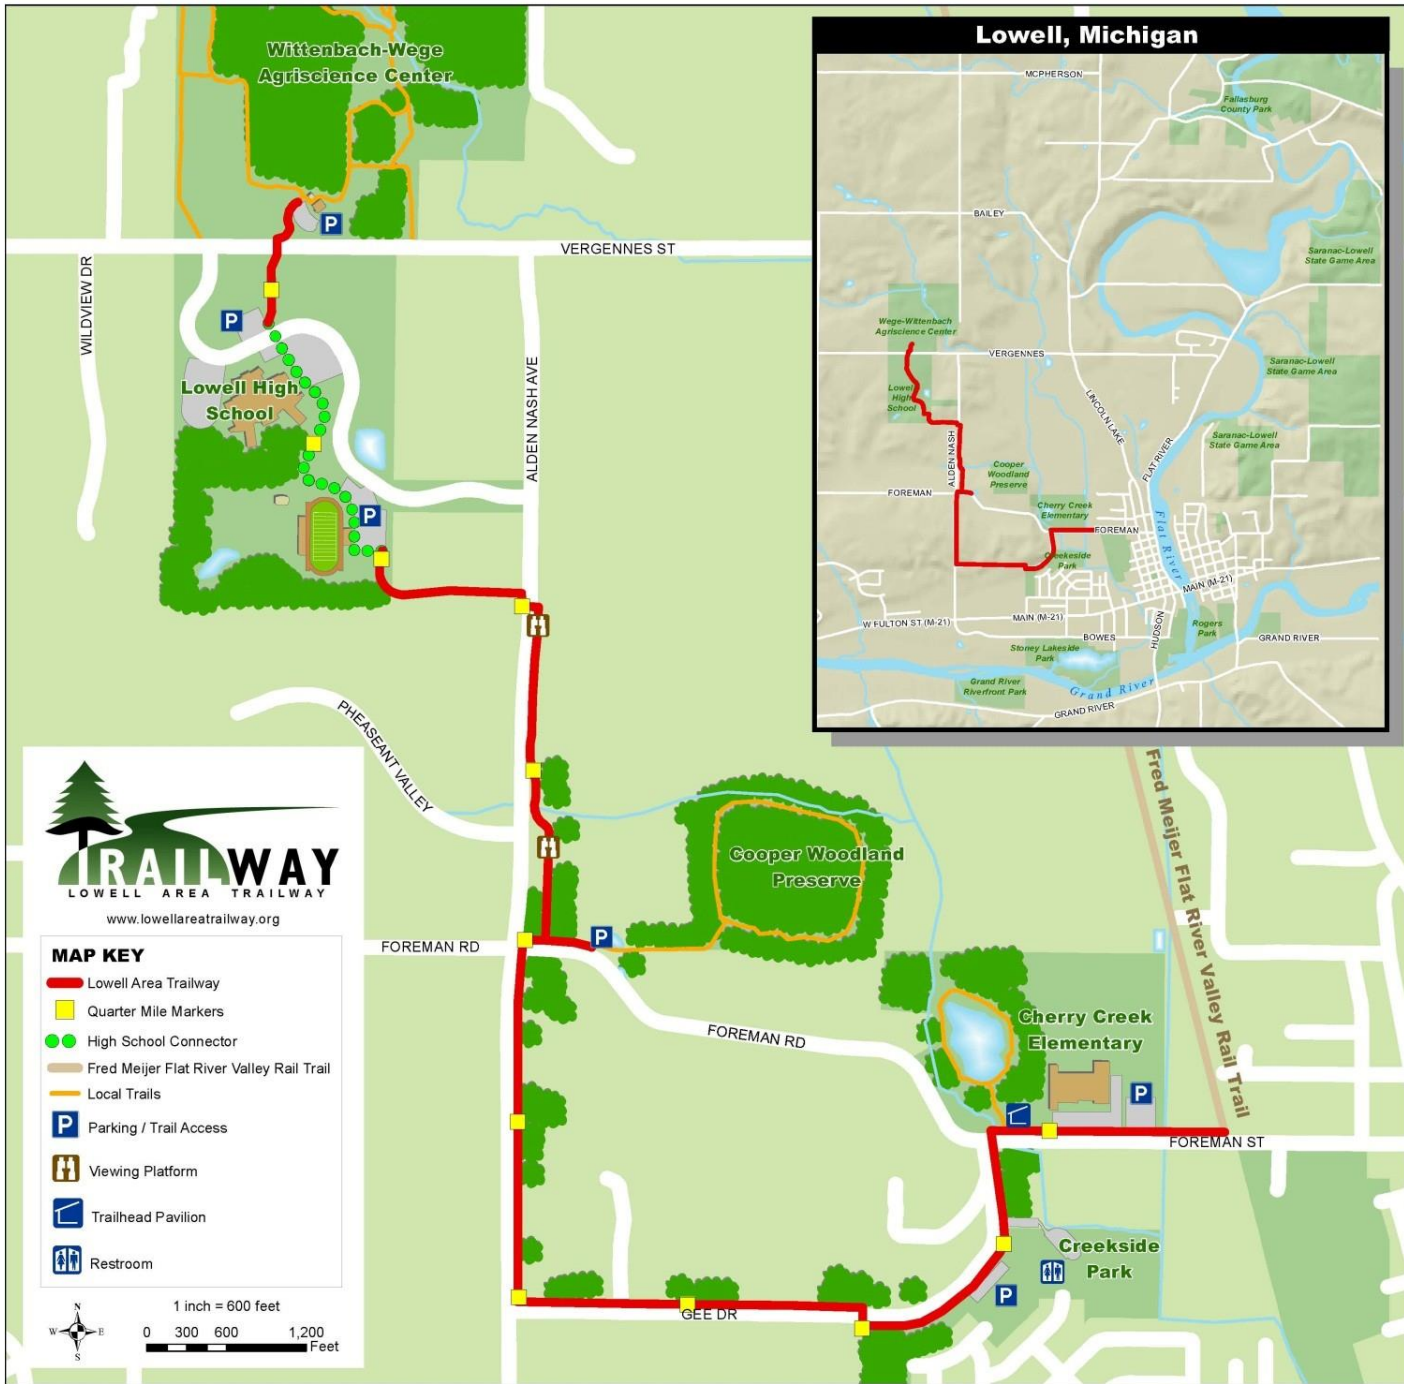 Wittenbach-Wege
Agriscience Center
P
VERGENNES ST
WILDVIEW DR
P
Lowell High
School
ALDEN NASH AVE
P
PHEASEANT VALLEY
Cooper Woodland
Preserve
P
FOREMAN RD
FOREMAN RD
Cherry Creek
Elementary
P
FOREMAN ST
Fred Meijer Flat River Valley Rail Trail
Creekside
Park
P
GEE DR
Lowell, Michigan
MCPHERSON
Fallasburg
County Park
BAILEY
Saranac-Lowell
State Game Area
Wege-Wittenbach
Agriscience Center
VERGENNES
Saranac-Lowell
State Game Area
Lowel
High
School
LINCOLN LAKE
FLAT RIVER
Saranac-Lowell
State Game Area
ALDEN NASH
Cooper
Woodland
Preserve
FOREMAN
Cherry Creek
Elementary
FOREMAN
Flat River
Creekeside
Park
MAIN (M-21)
W FULTON ST (M-21)
MAIN (M-21)
BOWES
HUDSON
Rogers
Park
GRAND RIVER
Stoney Lakeside
Park
Grand River
Riverfront Park
Grand River
GRAND RIVER
TRAILWAY
LOWELL AREA TRAILWAY
www.lowellareatrailway.org
MAP KEY
Lowell Area Trailway
Quarter Mile Markers
High School Connector
Fred Meijer Flat River Valley Rail Trail
Local Trails
P Parking / Trail Access
Viewing Platform
Trailhead Pavilion
Restroom
N
W E
S
1 inch = 600 feet
0 300 600 1,200
Feet